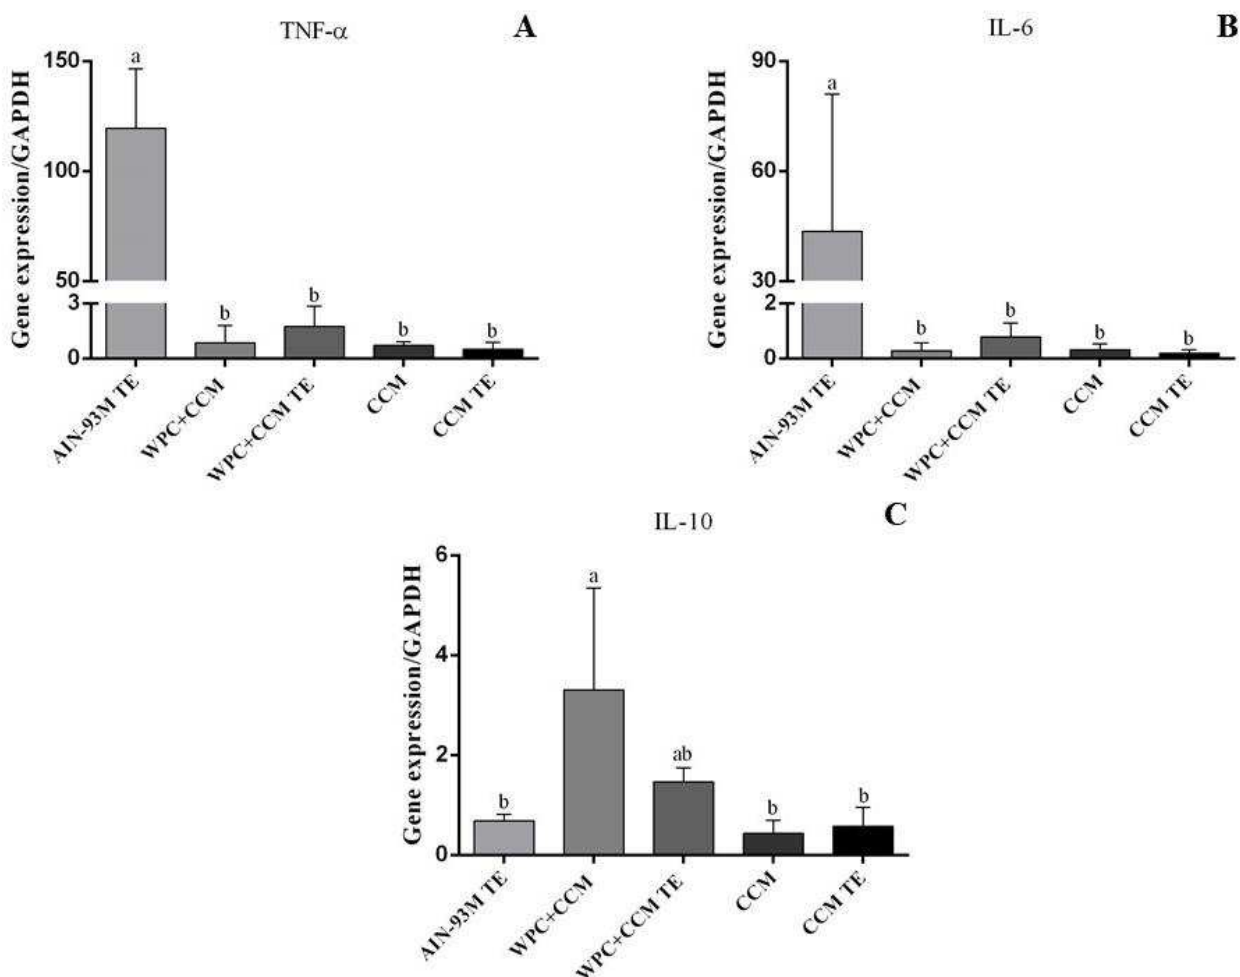 TNF-α
A
Gene expression/GAPDH
150
100
50
3
0
a
b
b
b
b
AIN-93M TE
WPC+CCM
WPC+CCM TE
CCM
CCM TE
IL-6
B
Gene expression/GAPDH
90
60
30
2
0
a
b
b
b
b
AIN-93M TE
WPC+CCM
WPC+CCM TE
CCM
CCM TE
IL-10
C
Gene expression/GAPDH
6
4
2
0
b
a
ab
b
b
AIN-93M TE
WPC+CCM
WPC+CCM TE
CCM
CCM TE